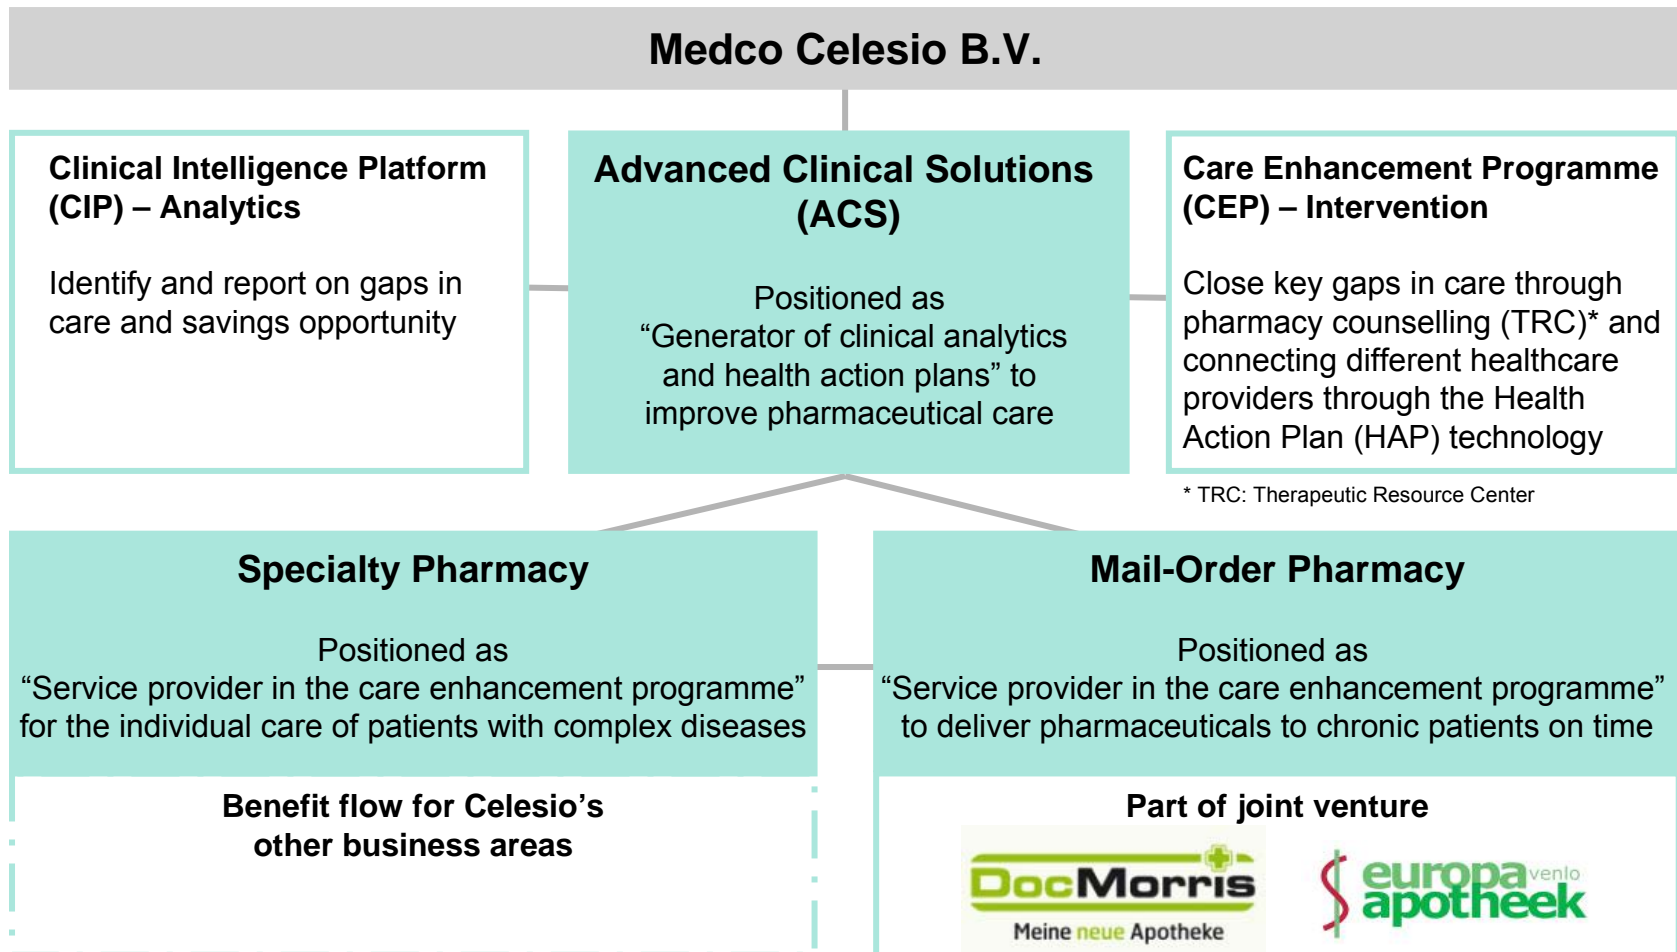 Medco Celesio B.V.
Clinical Intelligence Platform
(CIP) – Analytics
Identify and report on gaps in
care and savings opportunity
Advanced Clinical Solutions
(ACS)
Positioned as
“Generator of clinical analytics
and health action plans” to
improve pharmaceutical care
Care Enhancement Programme
(CEP) – Intervention
Close key gaps in care through
pharmacy counselling (TRC)* and
connecting different healthcare
providers through the Health
Action Plan (HAP) technology
* TRC: Therapeutic Resource Center
Specialty Pharmacy
Positioned as
“Service provider in the care enhancement programme”
for the individual care of patients with complex diseases
Benefit flow for Celesio’s
other business areas
Mail-Order Pharmacy
Positioned as
“Service provider in the care enhancement programme”
to deliver pharmaceuticals to chronic patients on time
Part of joint venture
DocMorris
Meine neue Apotheke
europa venlo
apotheek